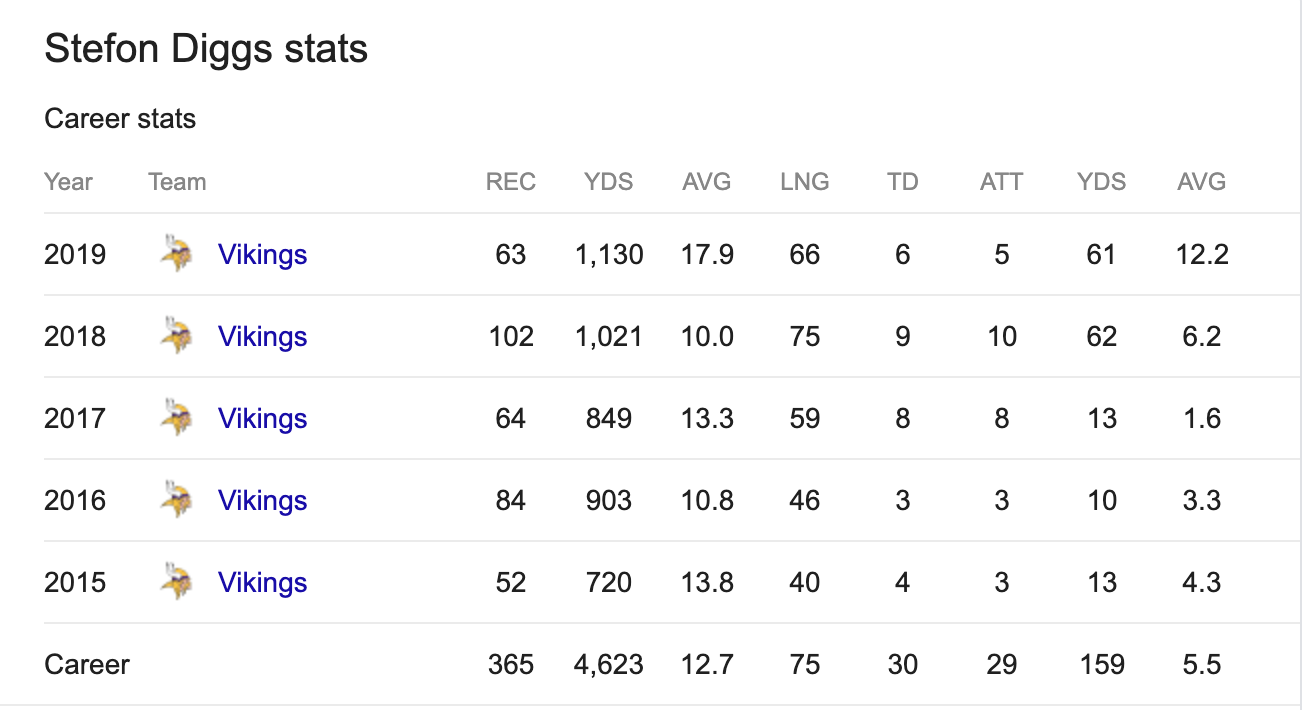 Stefon Diggs stats
Career stats
Year Team REC YDS AVG LNG TD ATT YDS AVG
2019 Vikings 63 1,130 17.9 66 6 5 61 12.2
2018 Vikings 102 1,021 10.0 75 9 10 62 6.2
2017 Vikings 64 849 13.3 59 8 8 13 1.6
2016 Vikings 84 903 10.8 46 3 3 10 3.3
2015 Vikings 52 720 13.8 40 4 3 13 4.3
Career 365 4,623 12.7 75 30 29 159 5.5